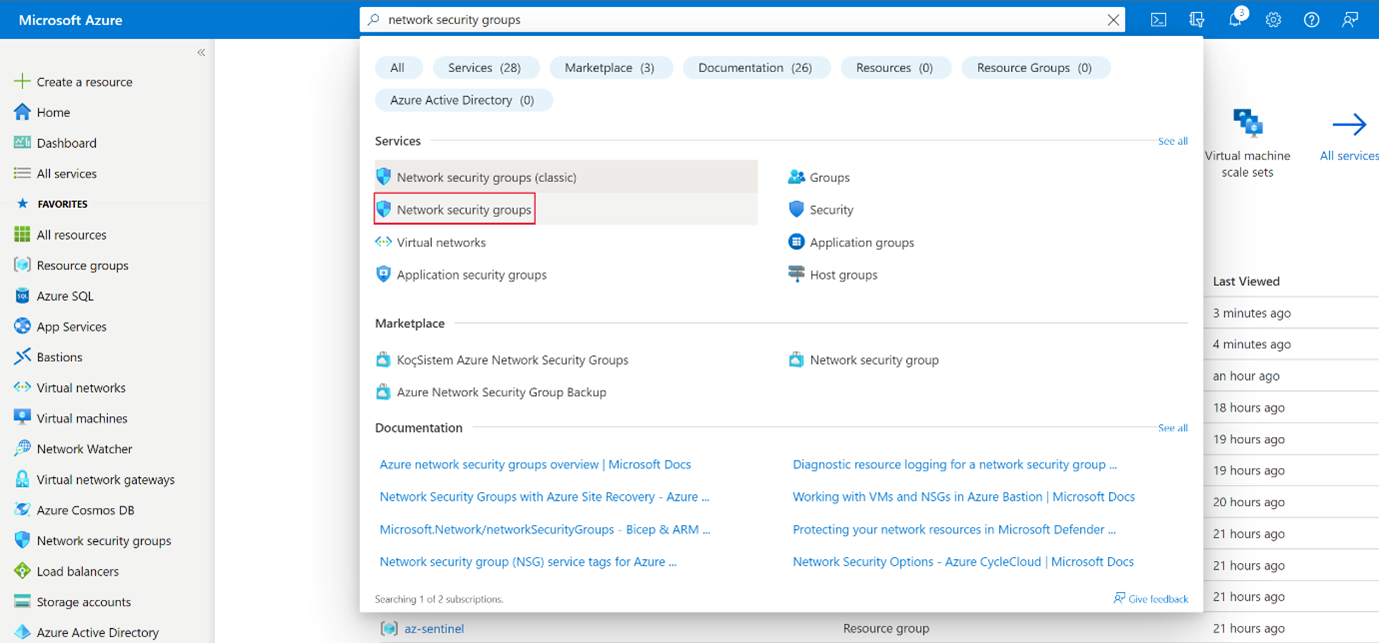 Microsoft Azure
network security groups
3
«
Create a resource
Home
Dashboard
All services
FAVORITES
All resources
Resource groups
Azure SQL
App Services
Bastions
Virtual networks
Virtual machines
Network Watcher
Virtual network gateways
Azure Cosmos DB
Network security groups
Load balancers
Storage accounts
Azure Active Directory
All
Services (28)
Marketplace (3)
Documentation (26)
Resources (0)
Resource Groups (0)
Azure Active Directory (0)
Services
See all
Network security groups (classic)
Network security groups
Virtual networks
Application security groups
Groups
Security
Application groups
Host groups
Marketplace
KoçSistem Azure Network Security Groups
Network security group
Azure Network Security Group Backup
Documentation
See all
Azure network security groups overview | Microsoft Docs
Network Security Groups with Azure Site Recovery - Azure ...
Microsoft.Network/networkSecurityGroups - Bicep & ARM ...
Network security group (NSG) service tags for Azure ...
Diagnostic resource logging for a network security group ...
Working with VMs and NSGs in Azure Bastion | Microsoft Docs
Protecting your network resources in Microsoft Defender ...
Network Security Options - Azure CycleCloud | Microsoft Docs
Searching 1 of 2 subscriptions.
Give feedback
Virtual machine
scale sets
All services
Last Viewed
3 minutes ago
4 minutes ago
an hour ago
18 hours ago
19 hours ago
19 hours ago
20 hours ago
21 hours ago
21 hours ago
21 hours ago
az-sentinel
Resource group
21 hours ago